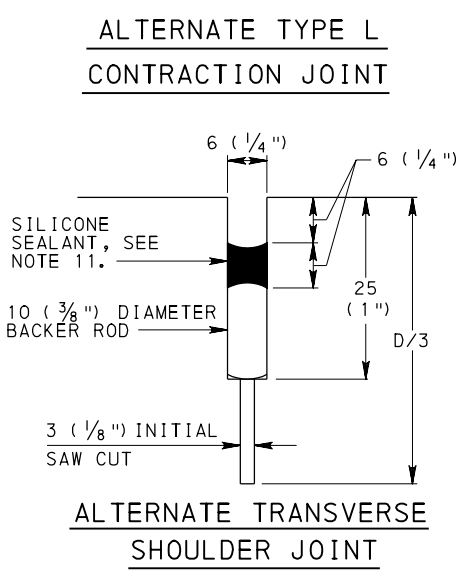 ALTERNATE TYPE L
CONTRACTION JOINT
6 (1/4")
6 (1/4")
SILICONE
SEALANT, SEE
NOTE 11.
25
(1")
10 (3/8") DIAMETER
BACKER ROD
D/3
3 (1/8") INITIAL
SAW CUT
ALTERNATE TRANSVERSE
SHOULDER JOINT